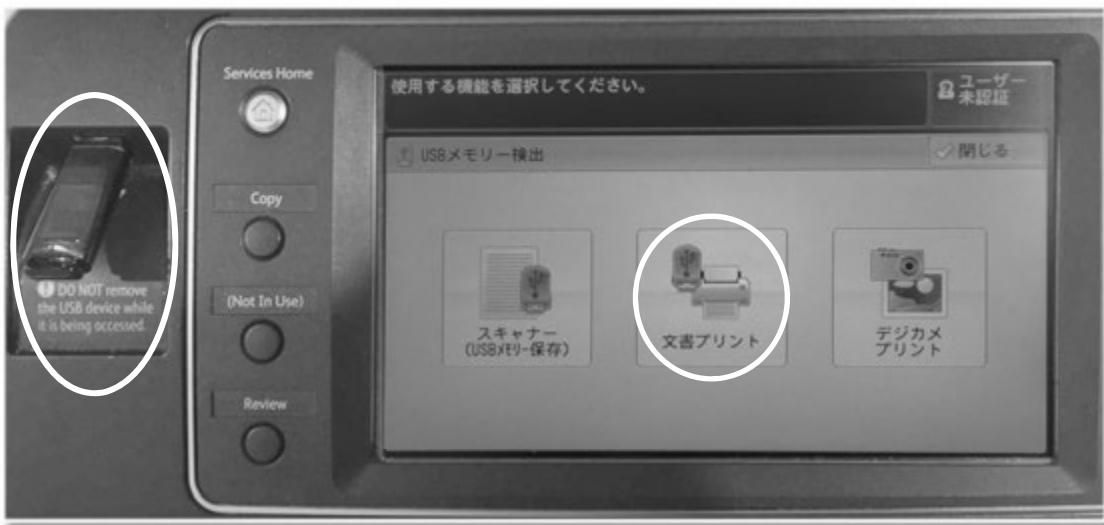 Services Home
Copy
(Not In Use)
Review
DO NOT remove
the USB device while
it is being accessed.
使用する機能を選択してください。
ユーザー
未認証
USBメモリー検出
閉じる
スキャナー
(USBメモリー保存)
文書プリント
デジカメ
プリント